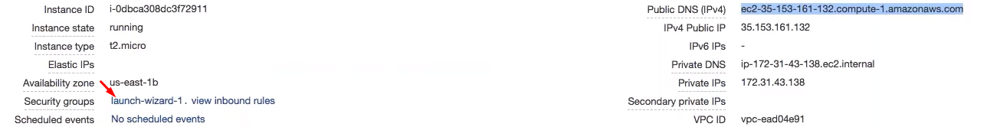 Instance ID i-0dbca308dc3f72911
Instance state running
Instance type t2.micro
Elastic IPs
Availability zone us-east-1b
Security groups launch-wizard-1. view inbound rules
Scheduled events No scheduled events
Public DNS (IPv4) ec2-35-153-161-132.compute-1.amazonaws.com
IPv4 Public IP 35.153.161.132
IPv6 IPs -
Private DNS ip-172-31-43-138.ec2.internal
Private IPs 172.31.43.138
Secondary private IPs
VPC ID vpc-ead04e91